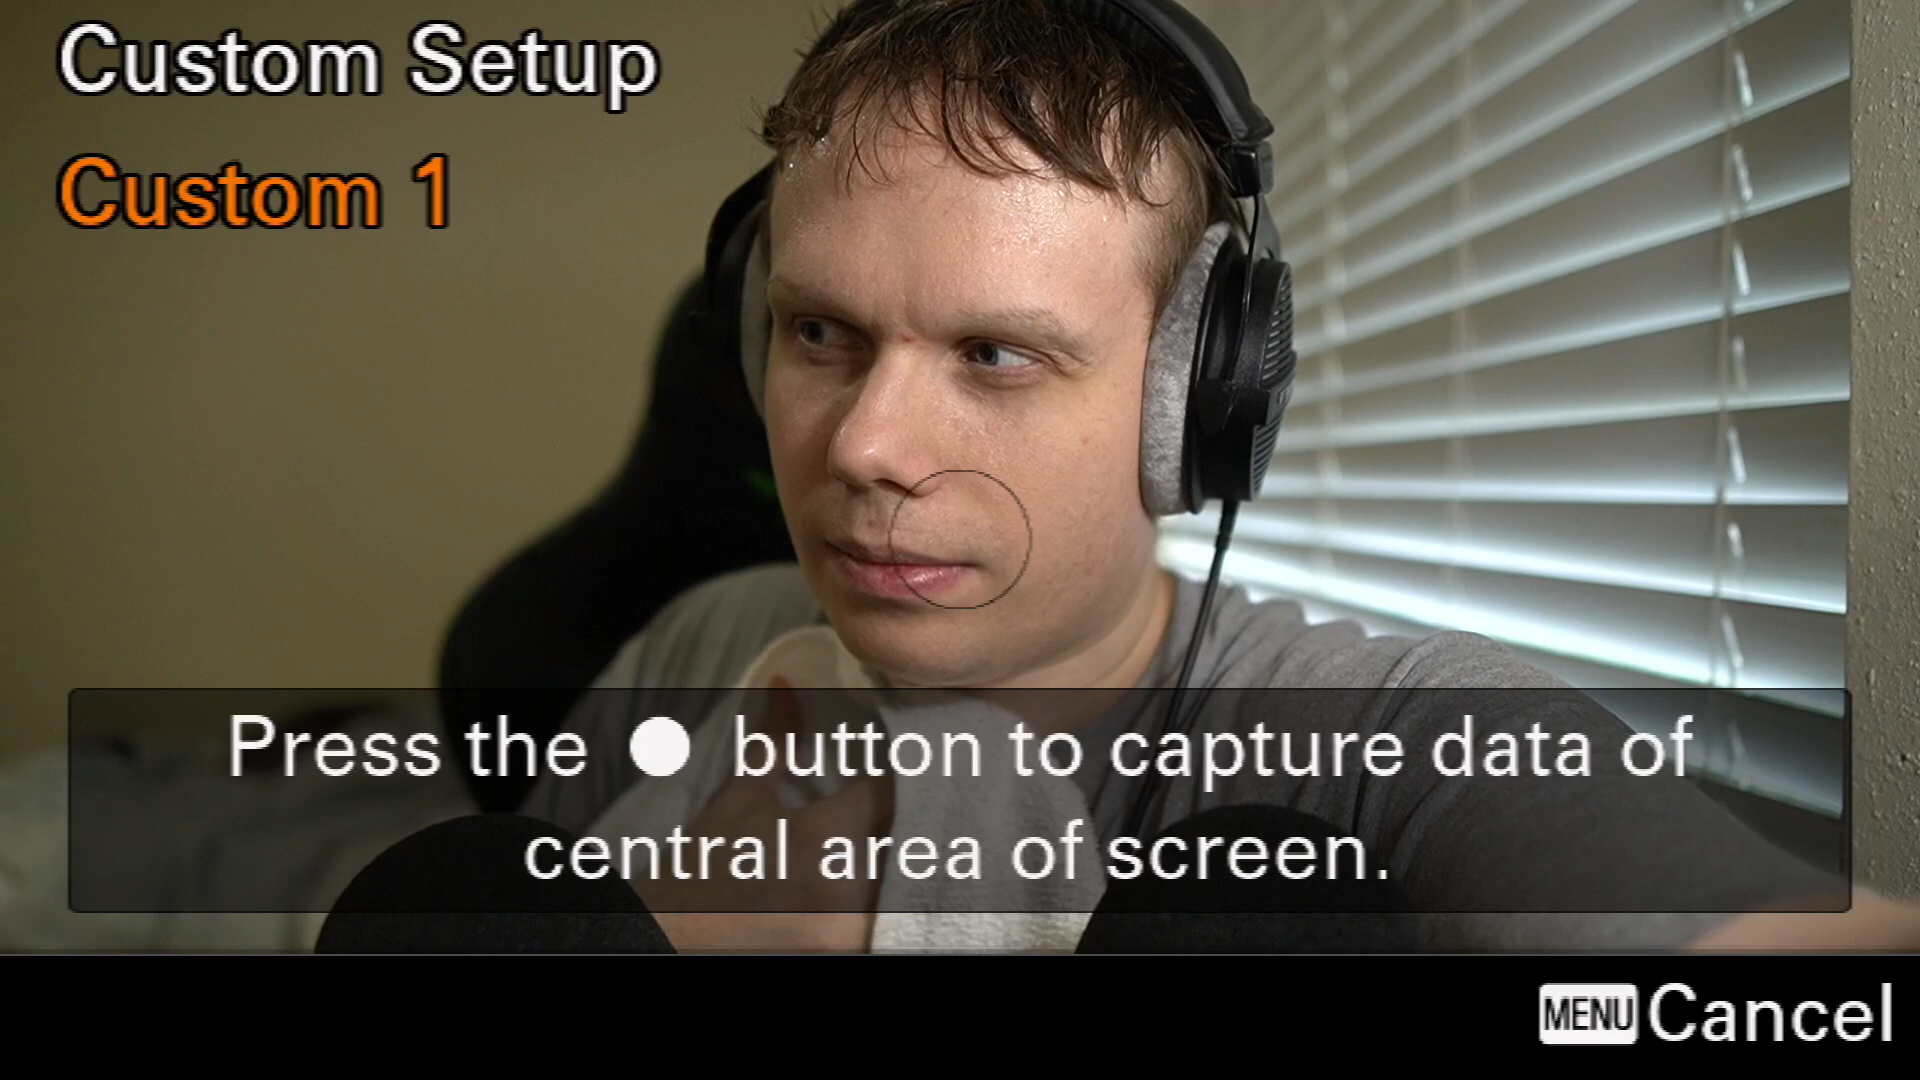 Custom Setup
Custom 1
Press the ● button to capture data of
central area of screen.
MENU Cancel